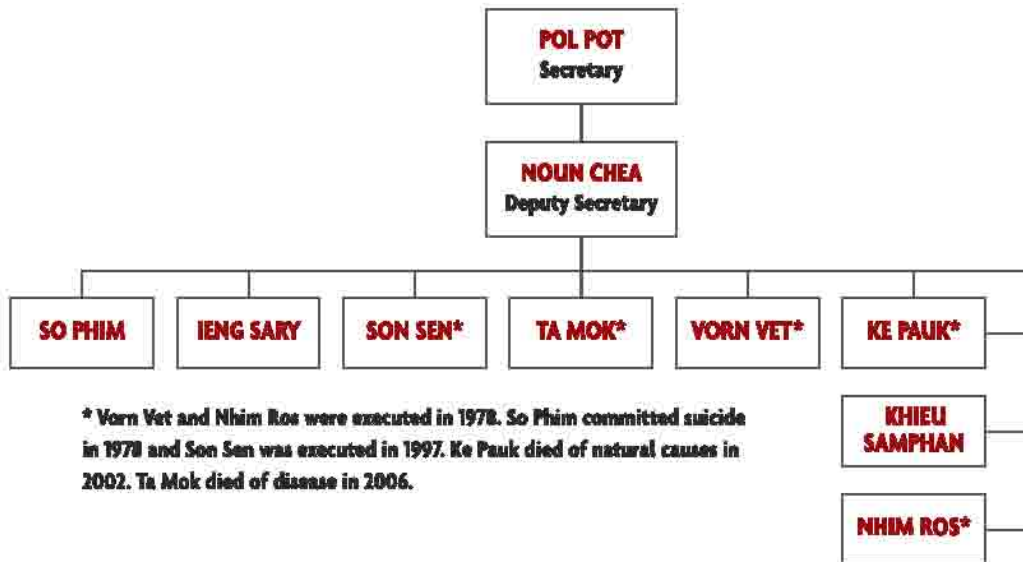 POL POT
Secretary
NOUN CHEA
Deputy Secretary
SO PHIM
IENG SARY
SON SEN*
TA MOK*
VORN VET*
KE PAUK*
* Vorn Vet and Nhim Ros were executed in 1978. So Phim committed suicide
in 1978 and Son Sen was executed in 1997. Ke Pauk died of natural causes in
2002. Ta Mok died of disease in 2006.
KHIEU
SAMPHAN
NHIM ROS*